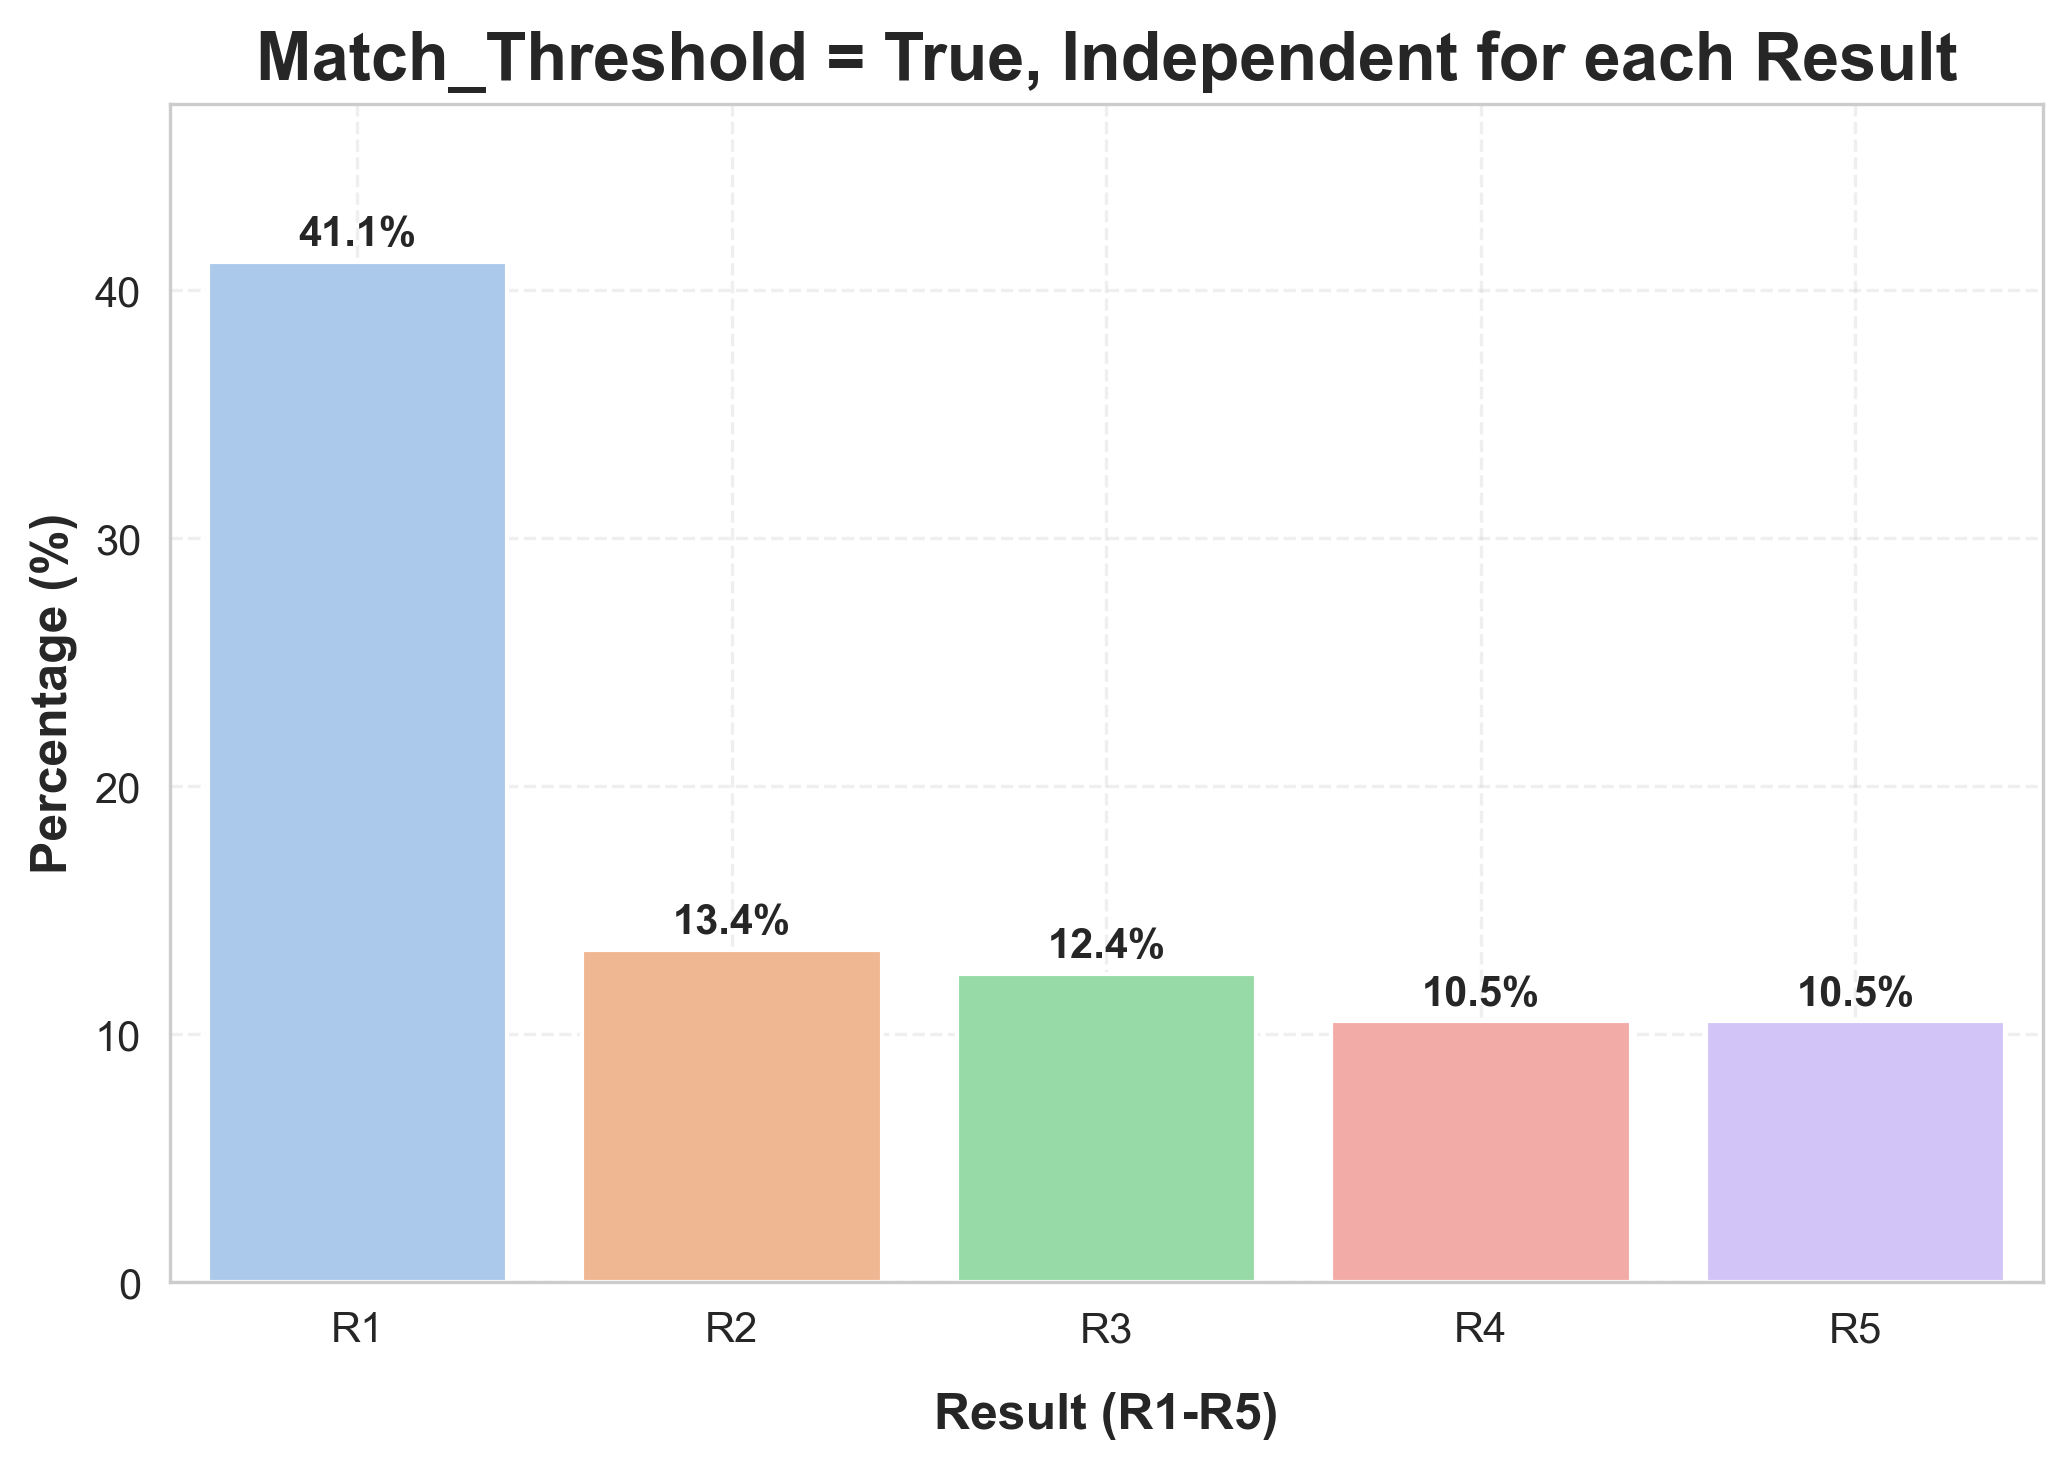 Match_Threshold = True, Independent for each Result
Percentage (%)
40
30
20
10
0
41.1%
13.4%
12.4%
10.5%
10.5%
R1
R2
R3
R4
R5
Result (R1-R5)